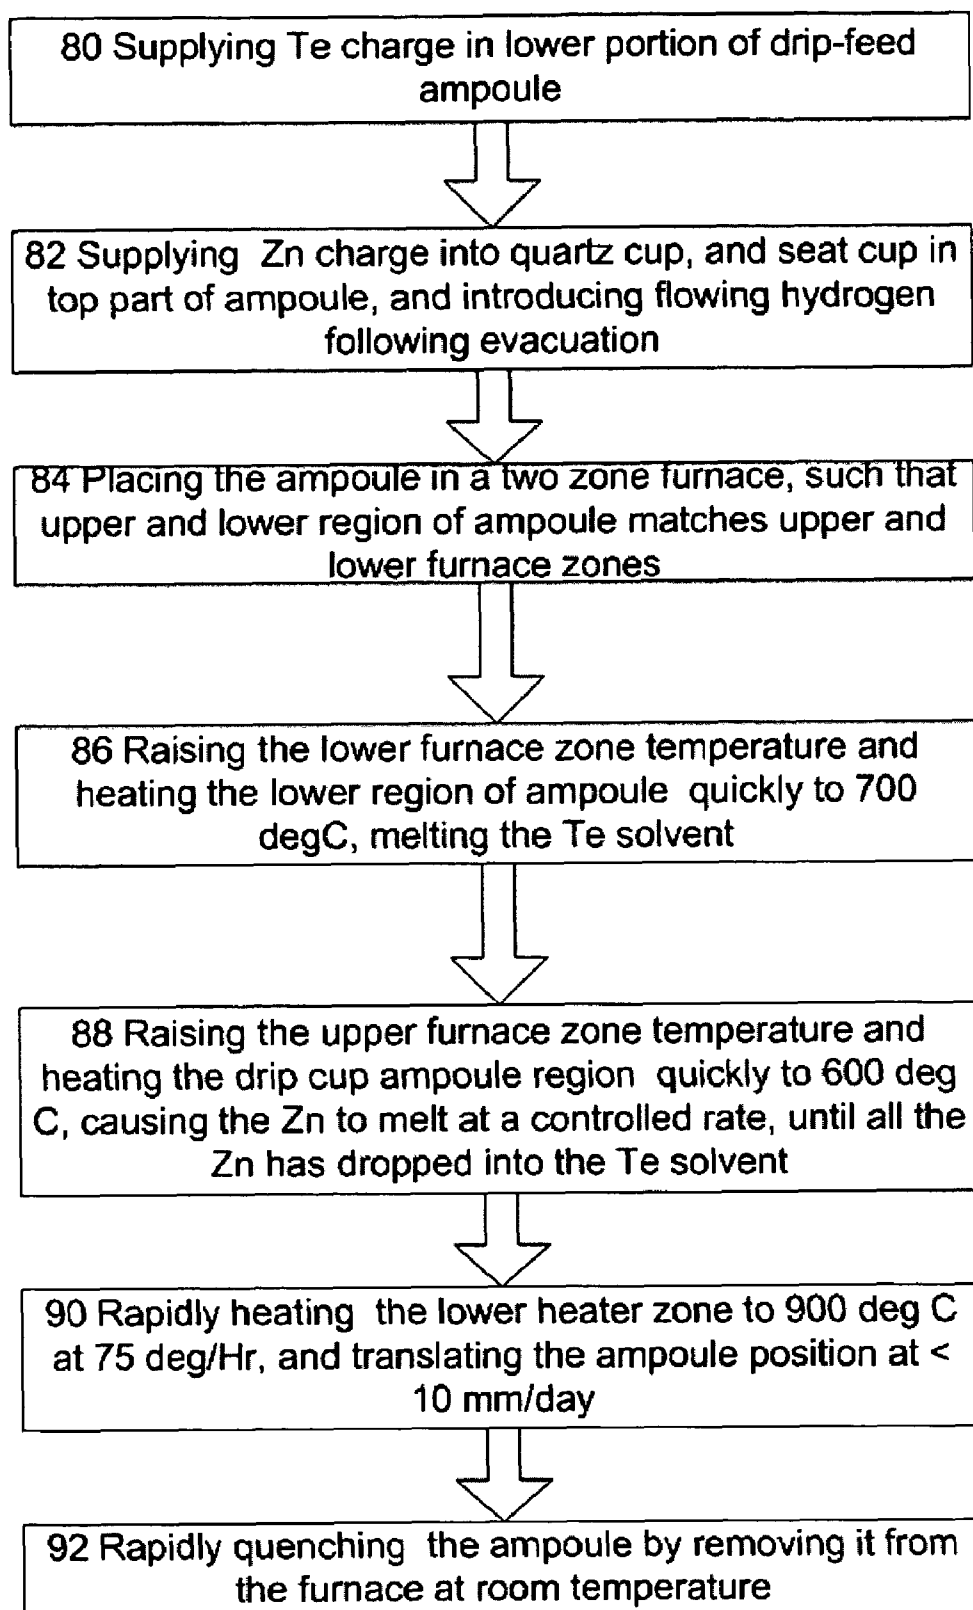 80 Supplying Te charge in lower portion of drip-feed
ampoule
82 Supplying Zn charge into quartz cup, and seat cup in
top part of ampoule, and introducing flowing hydrogen
following evacuation
84 Placing the ampoule in a two zone furnace, such that
upper and lower region of ampoule matches upper and
lower furnace zones
86 Raising the lower furnace zone temperature and
heating the lower region of ampoule quickly to 700
degC, melting the Te solvent
88 Raising the upper furnace zone temperature and
heating the drip cup ampoule region quickly to 600 deg
C, causing the Zn to melt at a controlled rate, until all the
Zn has dropped into the Te solvent
90 Rapidly heating the lower heater zone to 900 deg C
at 75 deg/Hr, and translating the ampoule position at <
10 mm/day
92 Rapidly quenching the ampoule by removing it from
the furnace at room temperature